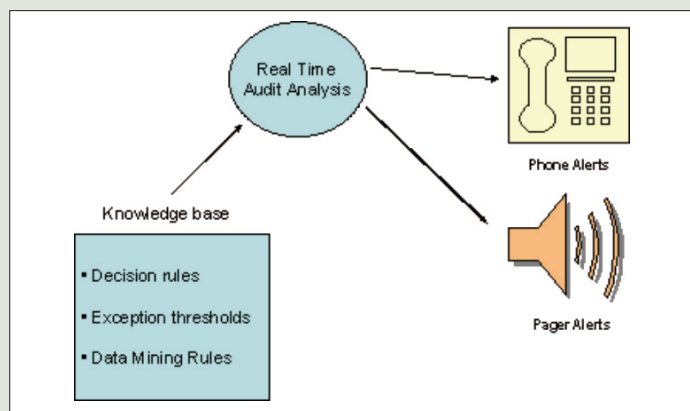 Real Time
Audit Analysis
Phone Alerts
Knowledge base
▪ Decision rules
▪ Exception thresholds
▪ Data Mining Rules
Pager Alerts